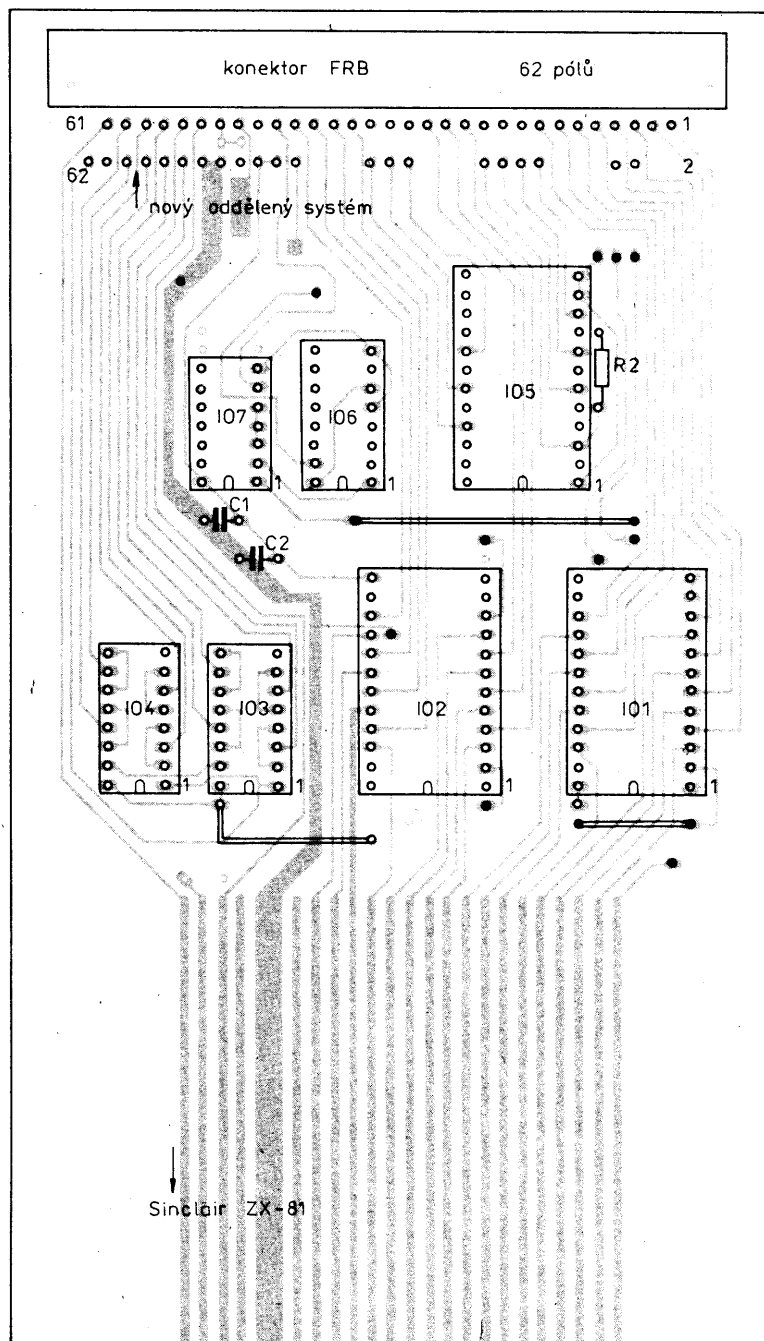 konektor FRB 62 pólů
61 1
62 2
nový oddělený systém
IO7
1
IO6
1
IO5
1
R2
C1
C2
IO4
1
IO3
1
IO2
1
IO1
1
Sinclair ZX-81